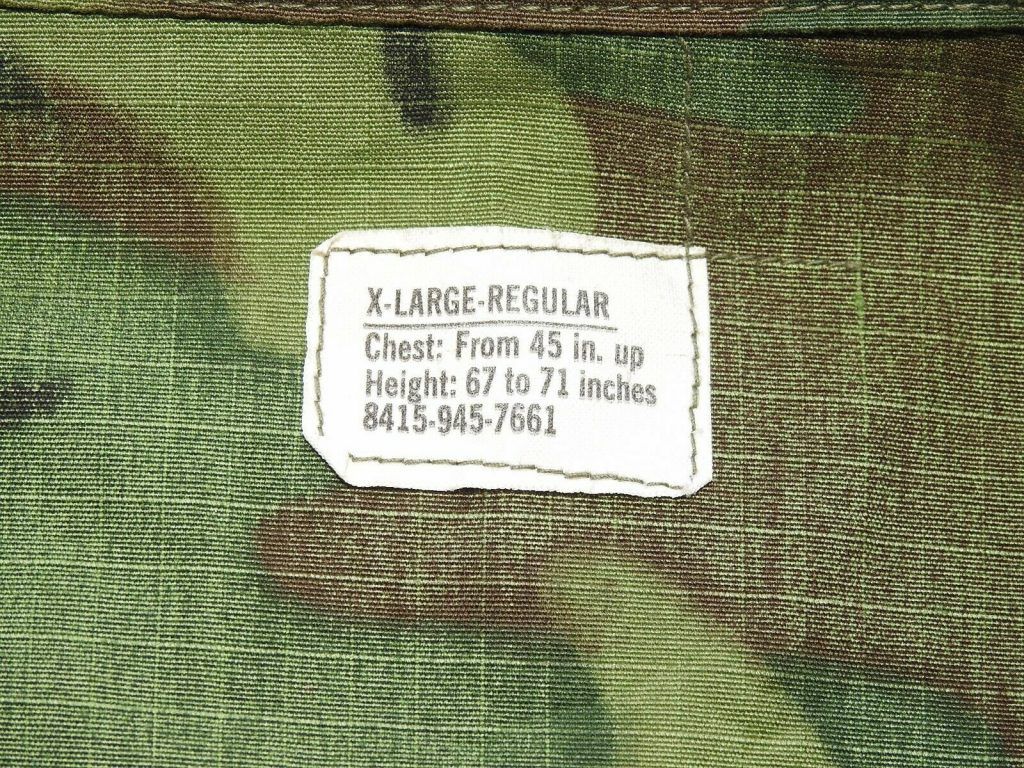 X-LARGE-REGULAR
Chest: From 45 in. up
Height: 67 to 71 inches
8415-945-7661